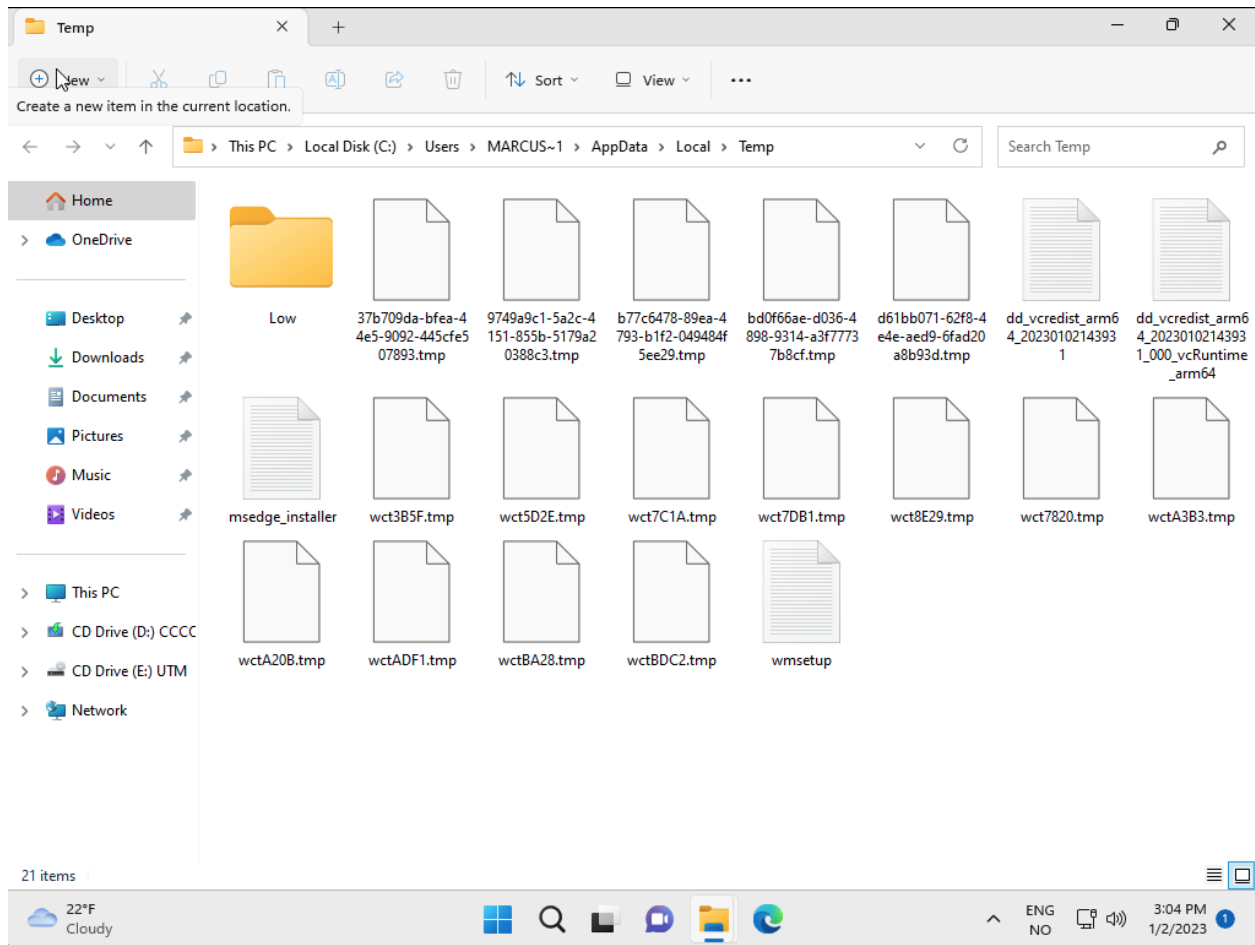 Temp
New
Sort
View
Create a new item in the current location.
This PC > Local Disk (C:) > Users > MARCUS~1 > AppData > Local > Temp
Search Temp
Home
OneDrive
Desktop
Downloads
Documents
Pictures
Music
Videos
This PC
CD Drive (D:) CCCC
CD Drive (E:) UTM
Network
Low
37b709da-bfea-4
4e5-9092-445cfe5
07893.tmp
9749a9c1-5a2c-4
151-855b-5179a2
0388c3.tmp
b77c6478-89ea-4
793-b1f2-049484f
5ee29.tmp
bd0f66ae-d036-4
898-9314-a3f7773
7b8cf.tmp
d61bb071-62f8-4
e4e-aed9-6fad20
a8b93d.tmp
dd_vcredist_arm6
4_2023010214393
1
dd_vcredist_arm6
4_2023010214393
1_000_vcRuntime
_arm64
msedge_installer
wct3B5F.tmp
wct5D2E.tmp
wct7C1A.tmp
wct7DB1.tmp
wct8E29.tmp
wct7820.tmp
wctA3B3.tmp
wctA20B.tmp
wctADF1.tmp
wctBA28.tmp
wctBDC2.tmp
wmsetup
21 items
22°F
Cloudy
ENG
NO
3:04 PM
1/2/2023
1